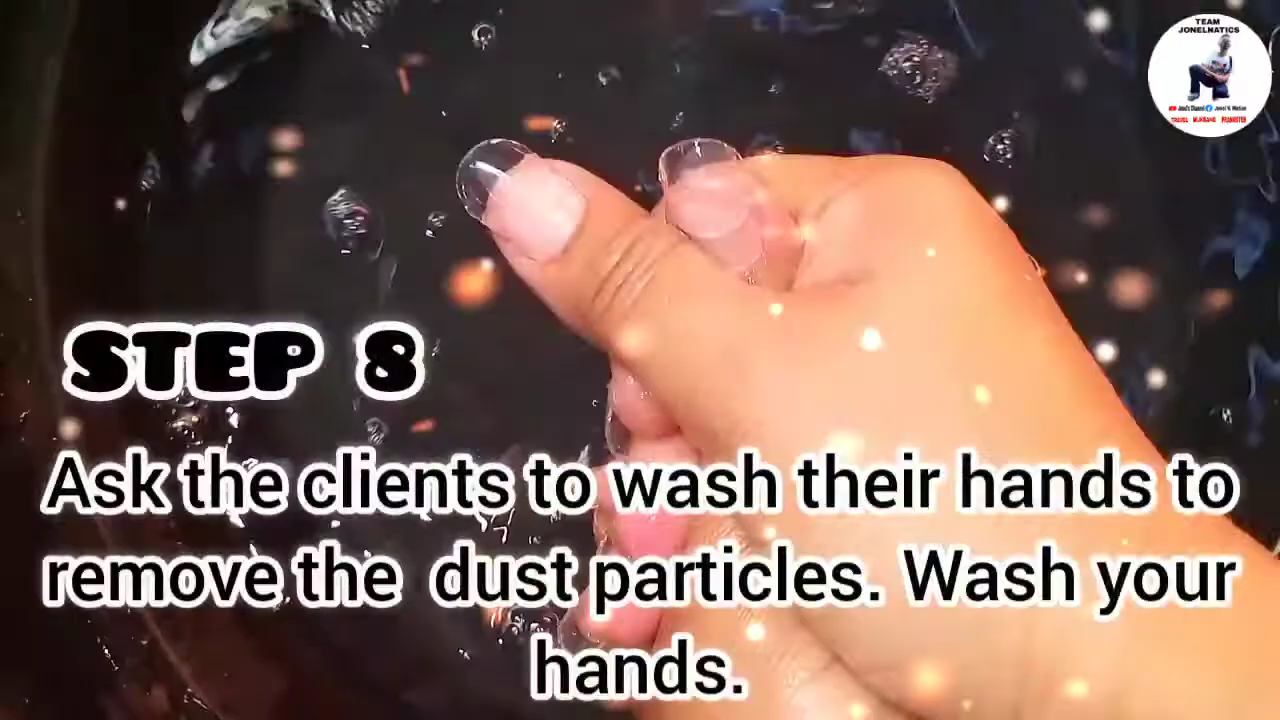 TEAM
JONELNATICS
STEP 8
Ask the clients to wash their hands to
remove the dust particles. Wash your
hands.